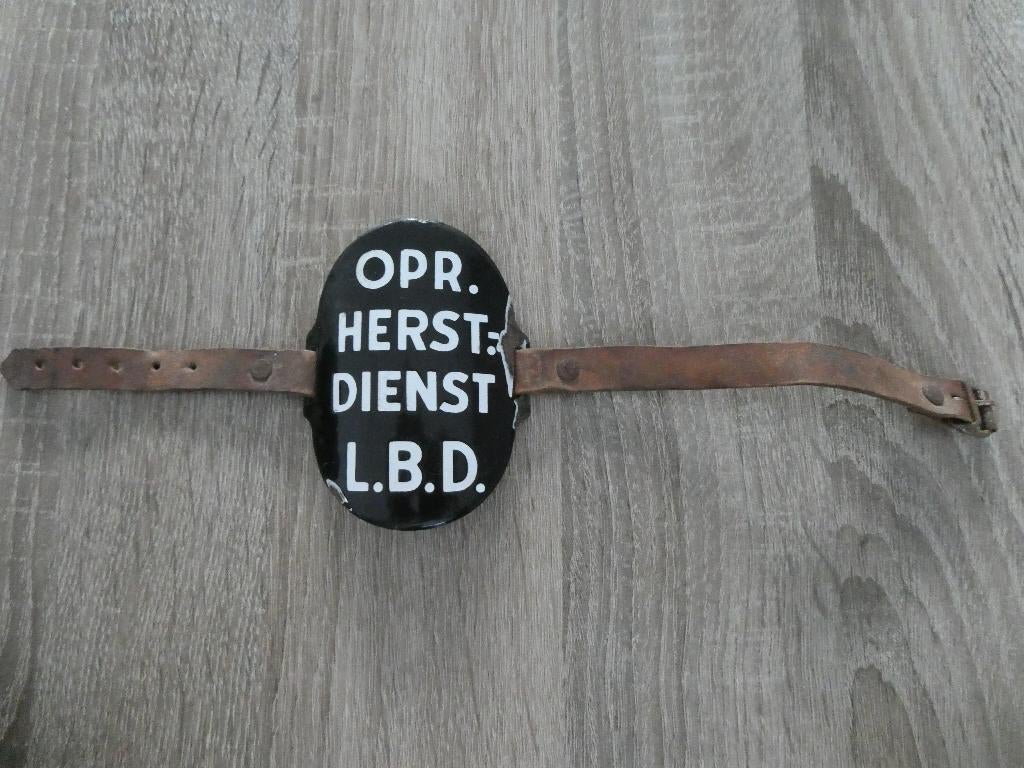 OPR.
HERST:
DIENST
L.B.D.